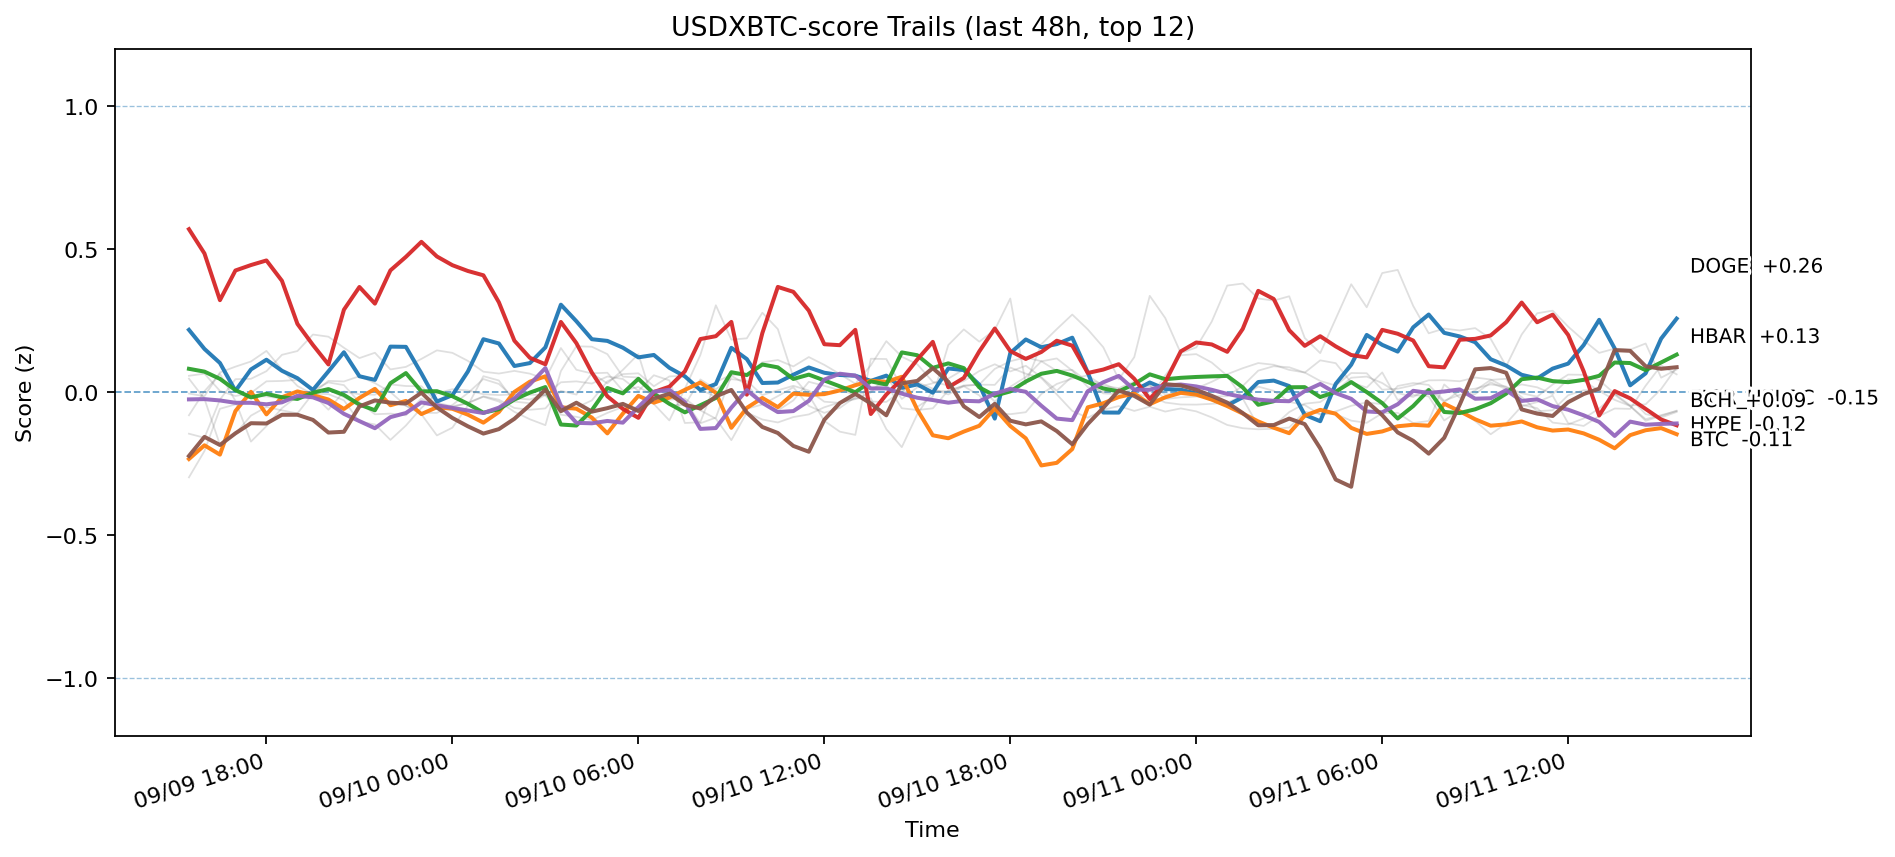 USDXBTC-score Trails (last 48h, top 12)
Score (z)
1.0
0.5
0.0
−0.5
−1.0
DOGE +0.26
HBAR +0.13
BCH +0.09
-0.15
HYPE -0.12
BTC -0.11
09/09 18:00
09/10 00:00
09/10 06:00
09/10 12:00
09/10 18:00
09/11 00:00
09/11 06:00
09/11 12:00
Time